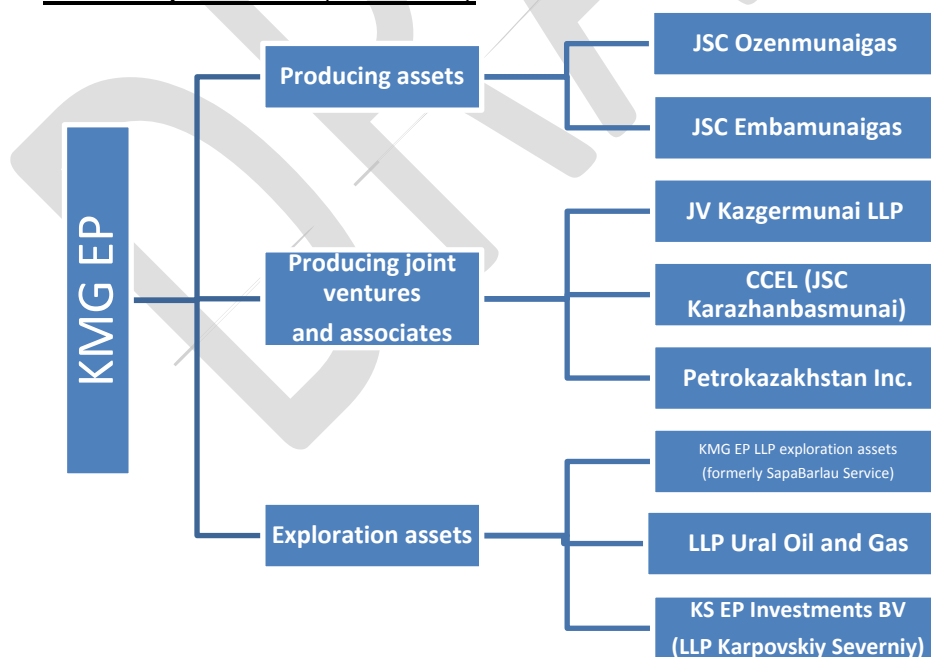 KMG EP
Producing assets
JSC Ozenmunaigas
JSC Embamunaigas
Producing joint
ventures
and associates
JV Kazgermunai LLP
CCEL (JSC
Karazhanbasmunai)
Petrokazakhstan Inc.
Exploration assets
KMG EP LLP exploration assets
(formerly SapaBarlau Service)
LLP Ural Oil and Gas
KS EP Investments BV
(LLP Karpovskiy Severniy)